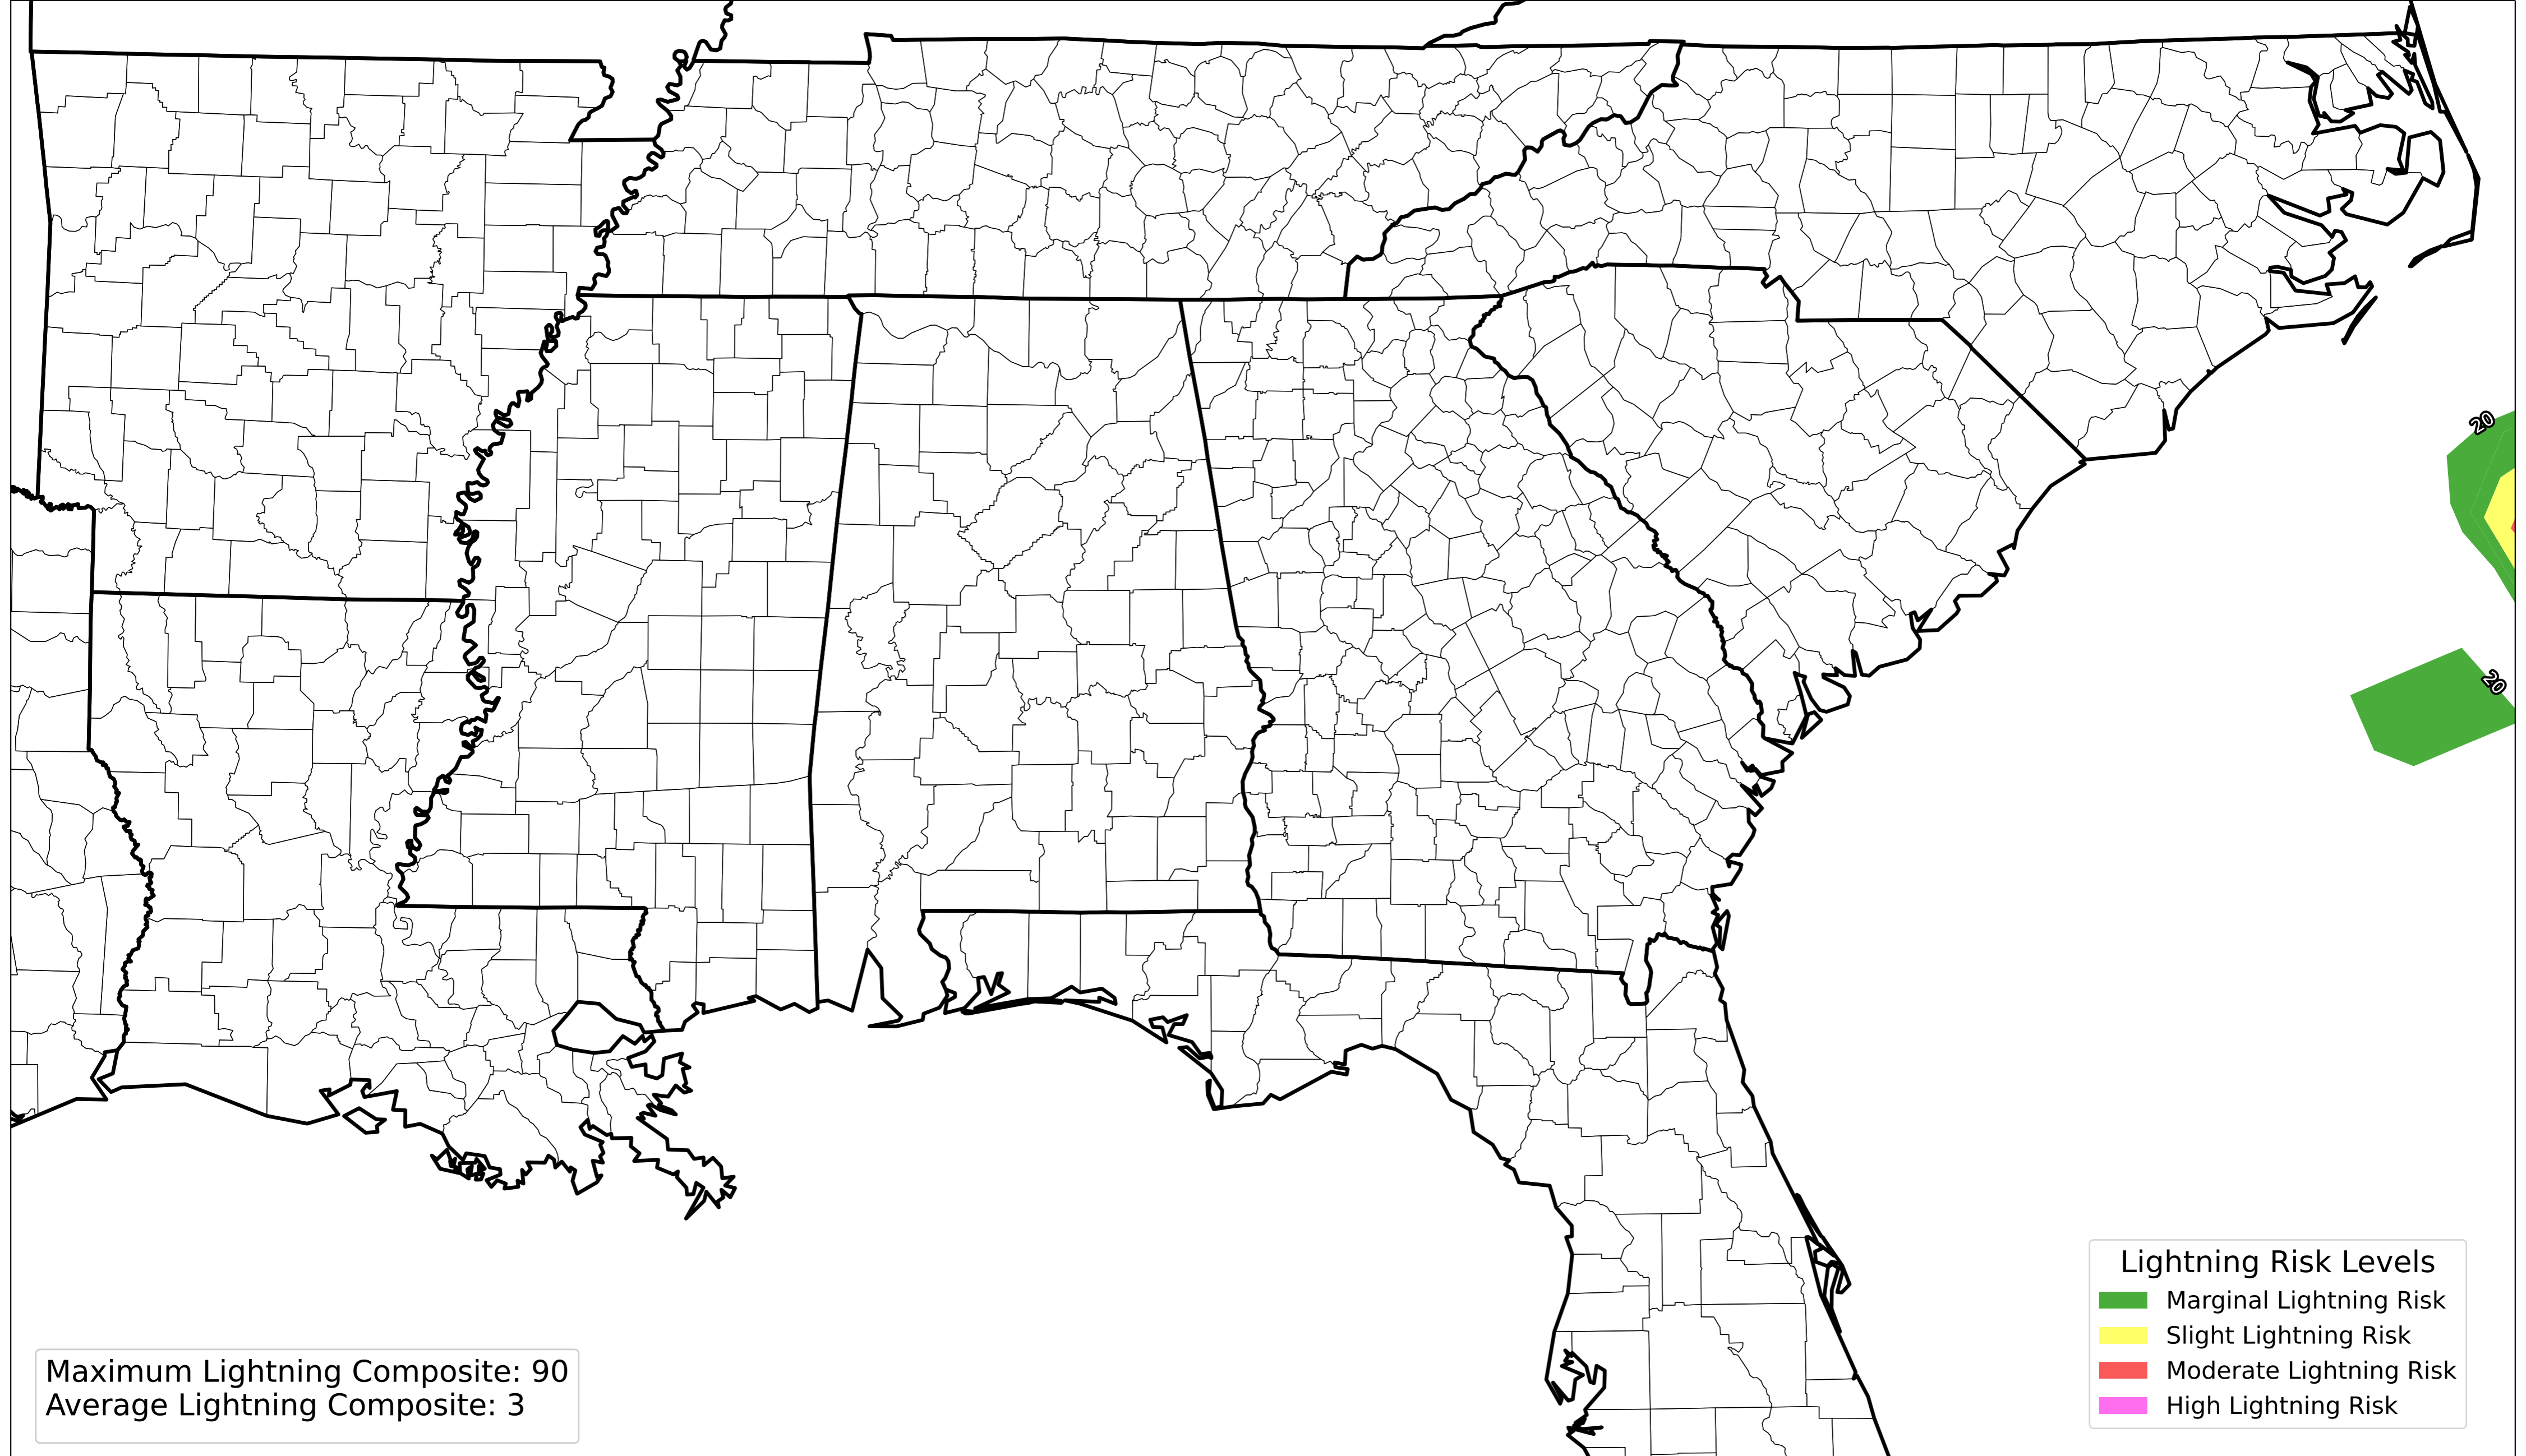 20
20
Lightning Risk Levels
Marginal Lightning Risk
Slight Lightning Risk
Moderate Lightning Risk
High Lightning Risk
Maximum Lightning Composite: 90
Average Lightning Composite: 3